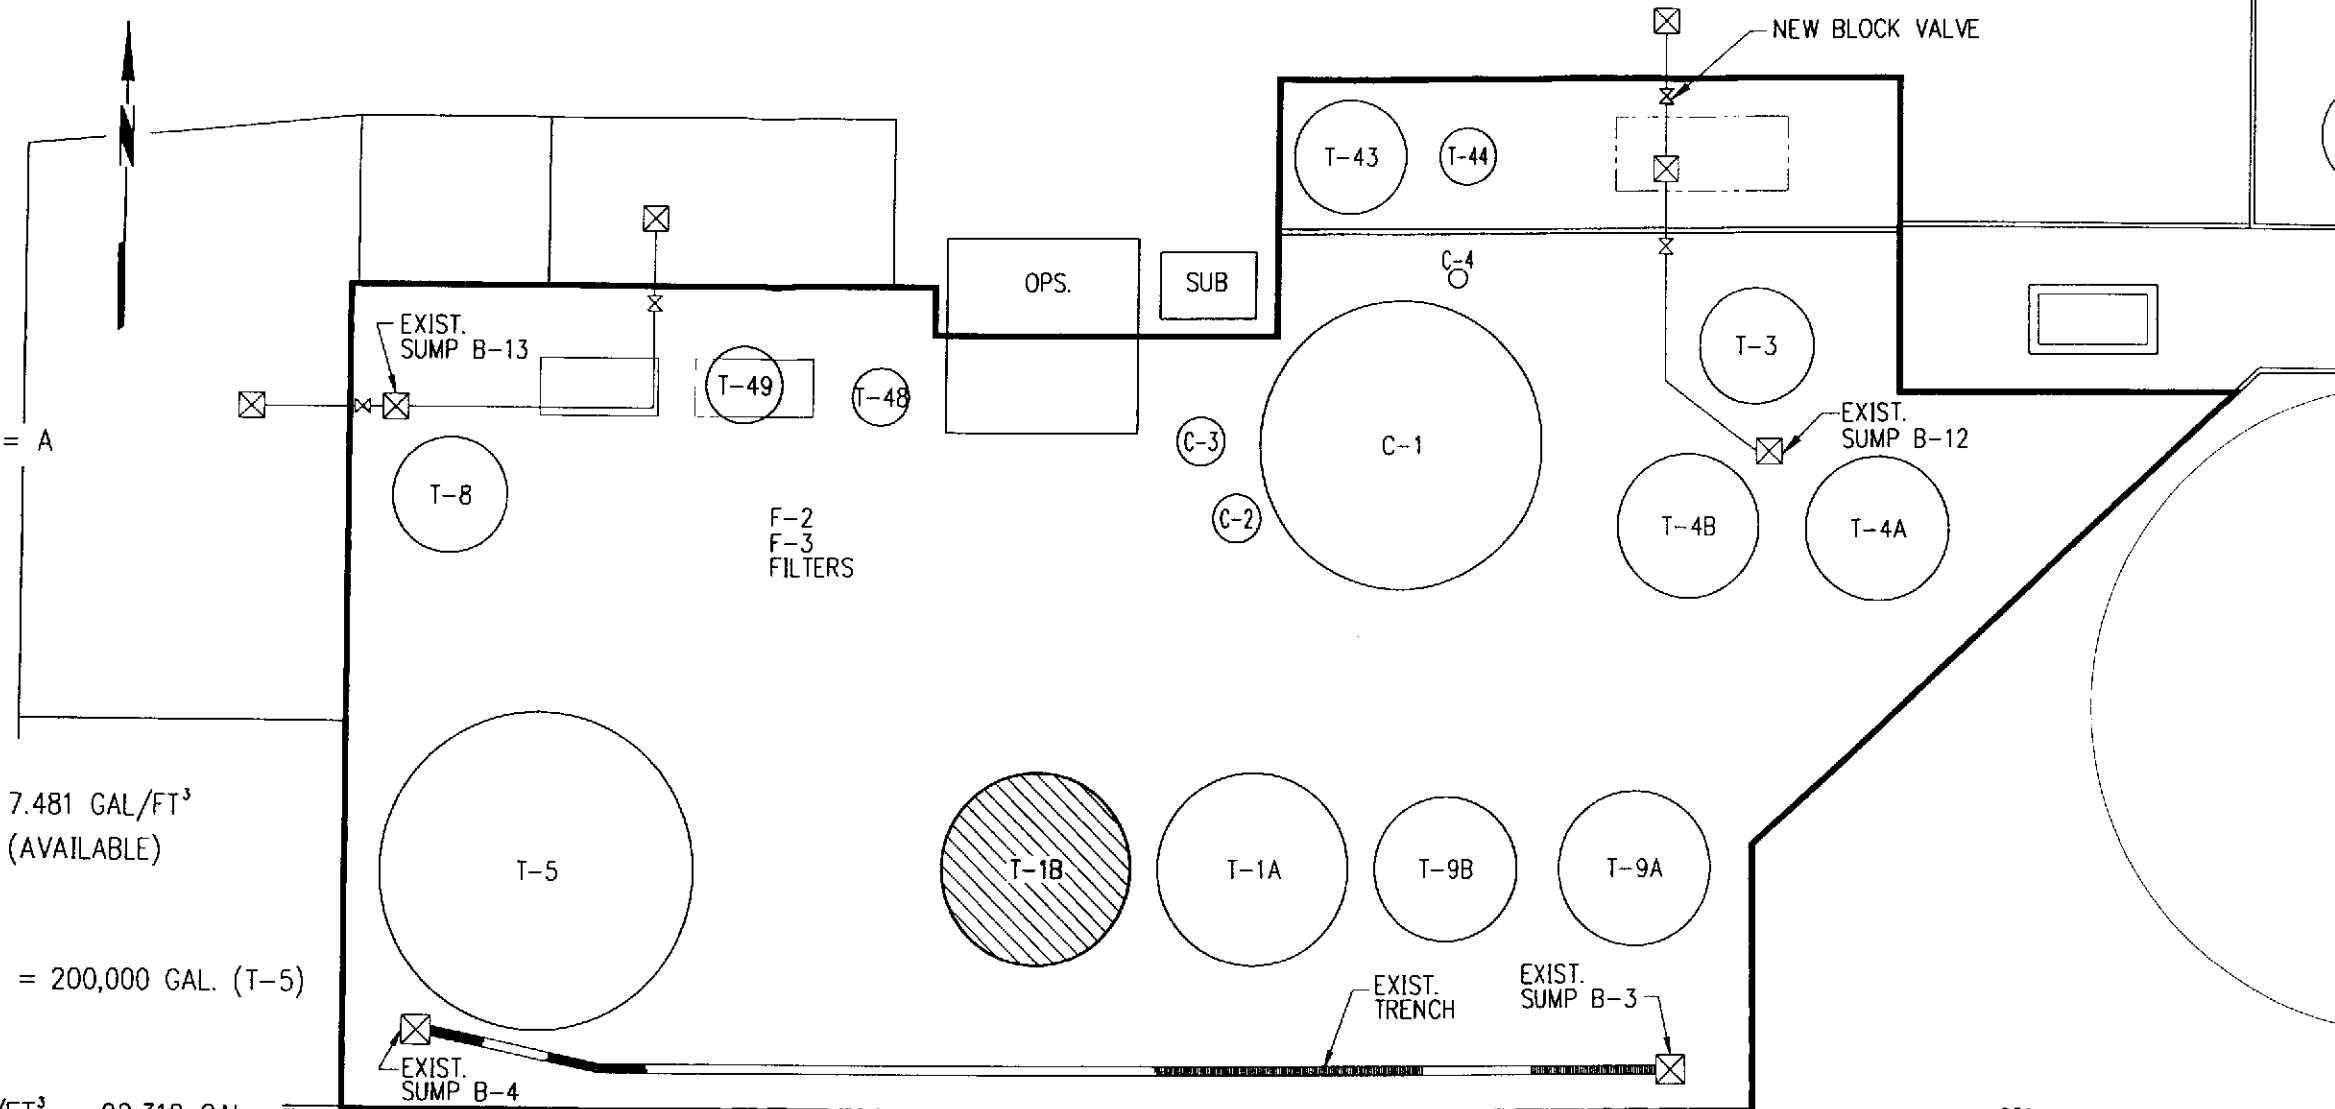 NEW BLOCK VALVE
N
T-43
T-44
C-4
OPS.
SUB
EXIST.
SUMP B-13
T-3
T-49
T-48
EXIST.
SUMP B-12
= A
C-3
C-1
T-8
C-2
T-4B
T-4A
F-2
F-3
FILTERS
7.481 GAL/FT³
(AVAILABLE)
T-5
T-1B
T-1A
T-9B
T-9A
= 200,000 GAL. (T-5)
EXIST.
TRENCH
EXIST.
SUMP B-3
EXIST.
SUMP B-4